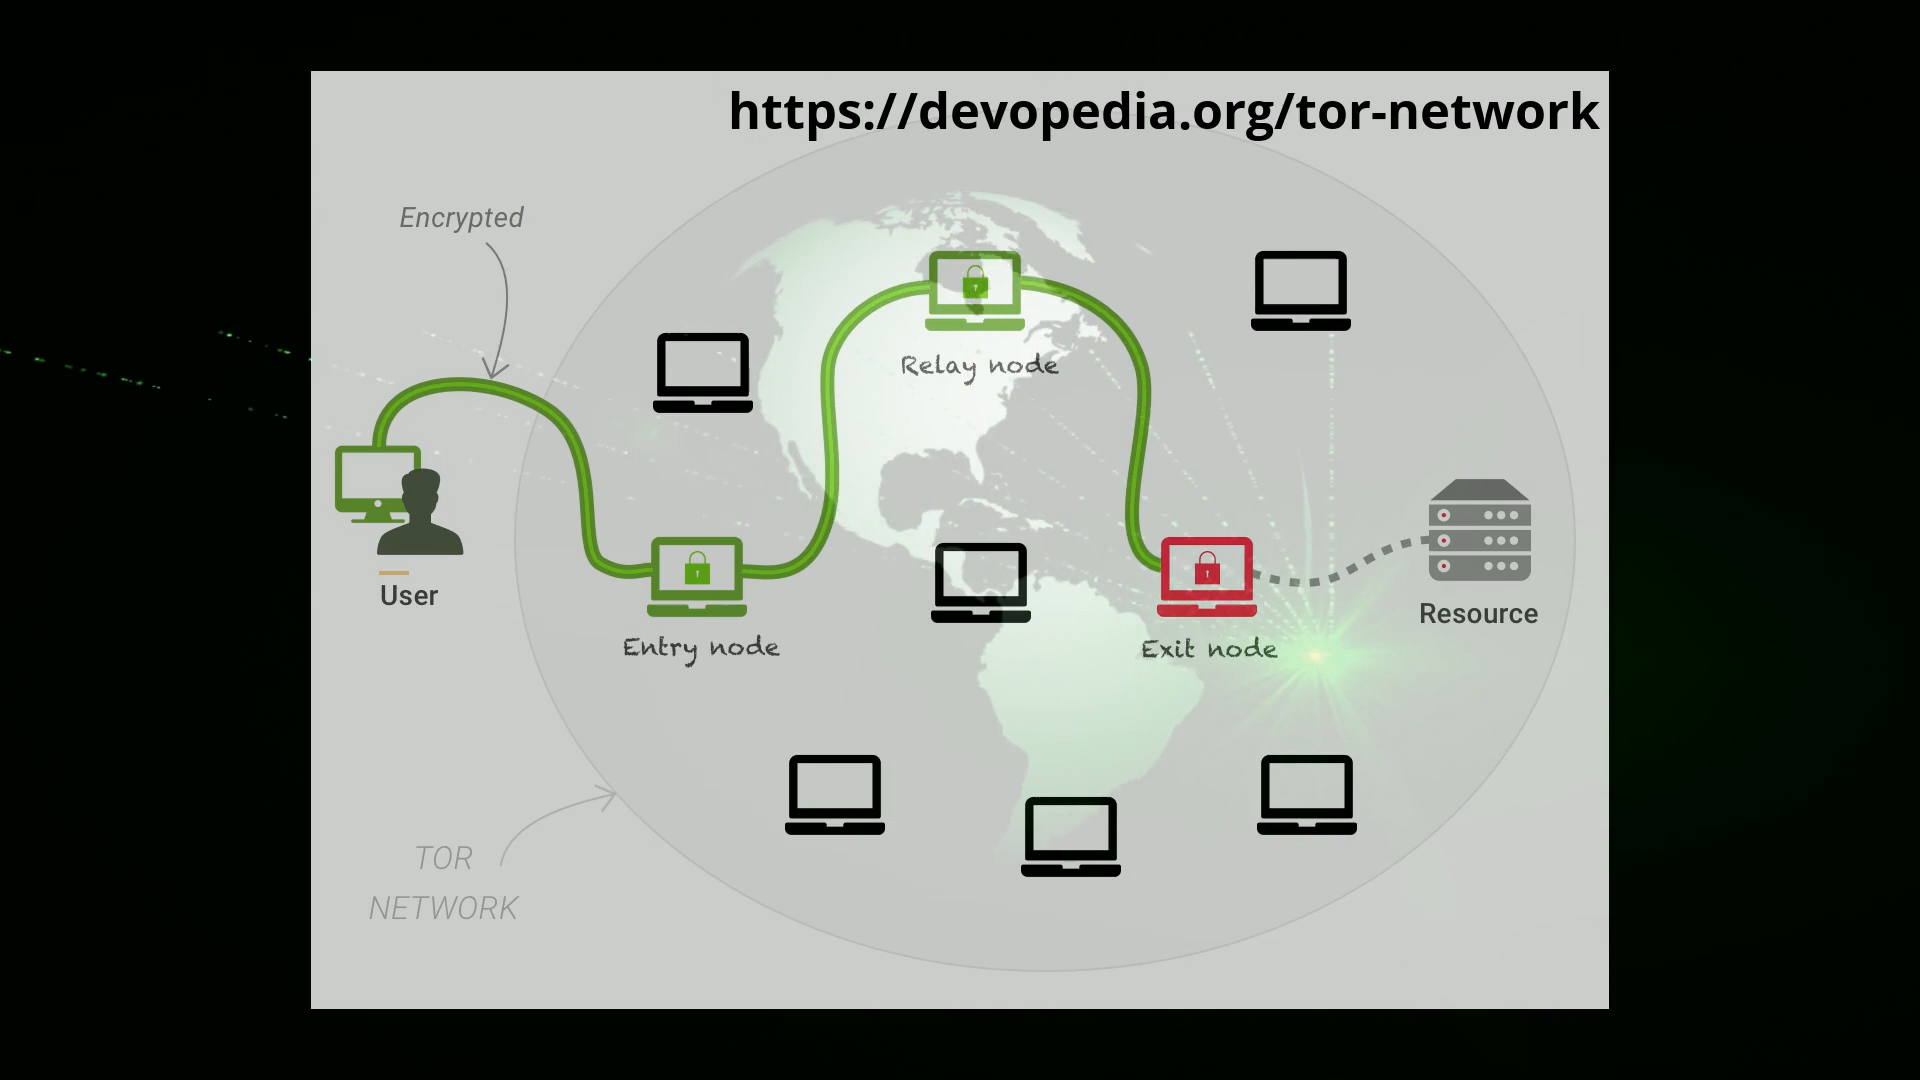 https://devopedia.org/tor-network
Encrypted
Relay node
User
Resource
Entry node
Exit node
TOR
NETWORK